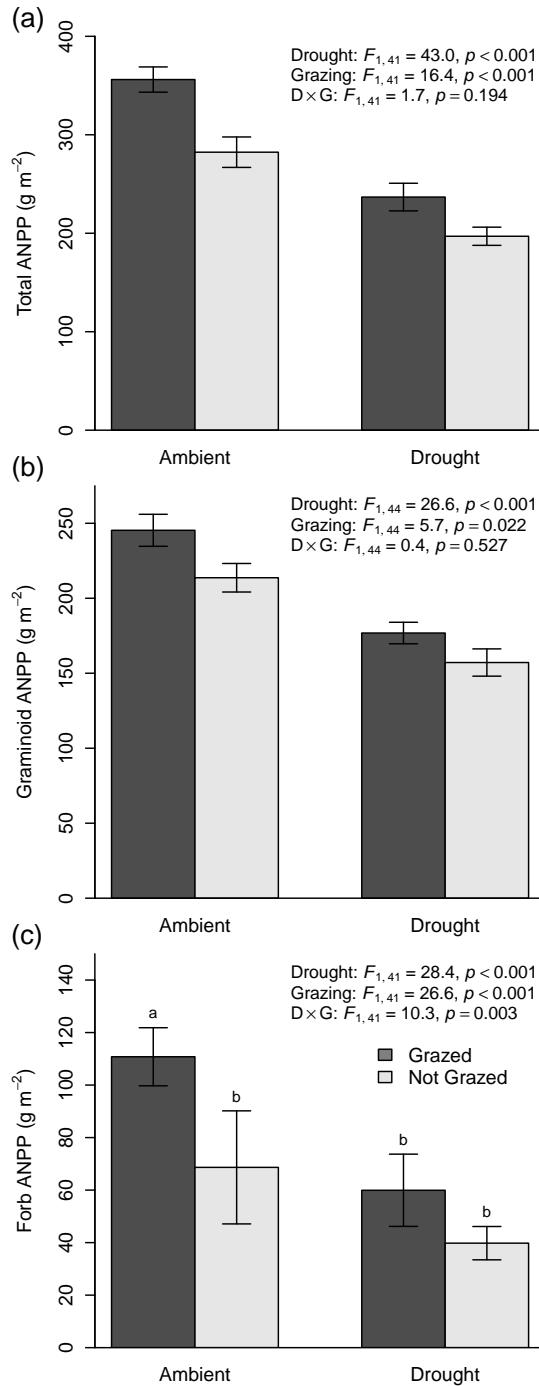 (a)
Total ANPP (g m−2)
400
300
200
100
0
Drought: F1, 41 = 43.0, p < 0.001
Grazing: F1, 41 = 16.4, p < 0.001
D × G: F1, 41 = 1.7, p = 0.194
Ambient
Drought
(b)
Graminoid ANPP (g m−2)
250
200
150
100
50
0
Drought: F1, 44 = 26.6, p < 0.001
Grazing: F1, 44 = 5.7, p = 0.022
D × G: F1, 44 = 0.4, p = 0.527
Ambient
Drought
(c)
Forb ANPP (g m−2)
140
120
100
80
60
40
20
0
Drought: F1, 41 = 28.4, p < 0.001
Grazing: F1, 41 = 26.6, p < 0.001
D × G: F1, 41 = 10.3, p = 0.003
Grazed
Not Grazed
a
b
b
b
Ambient
Drought